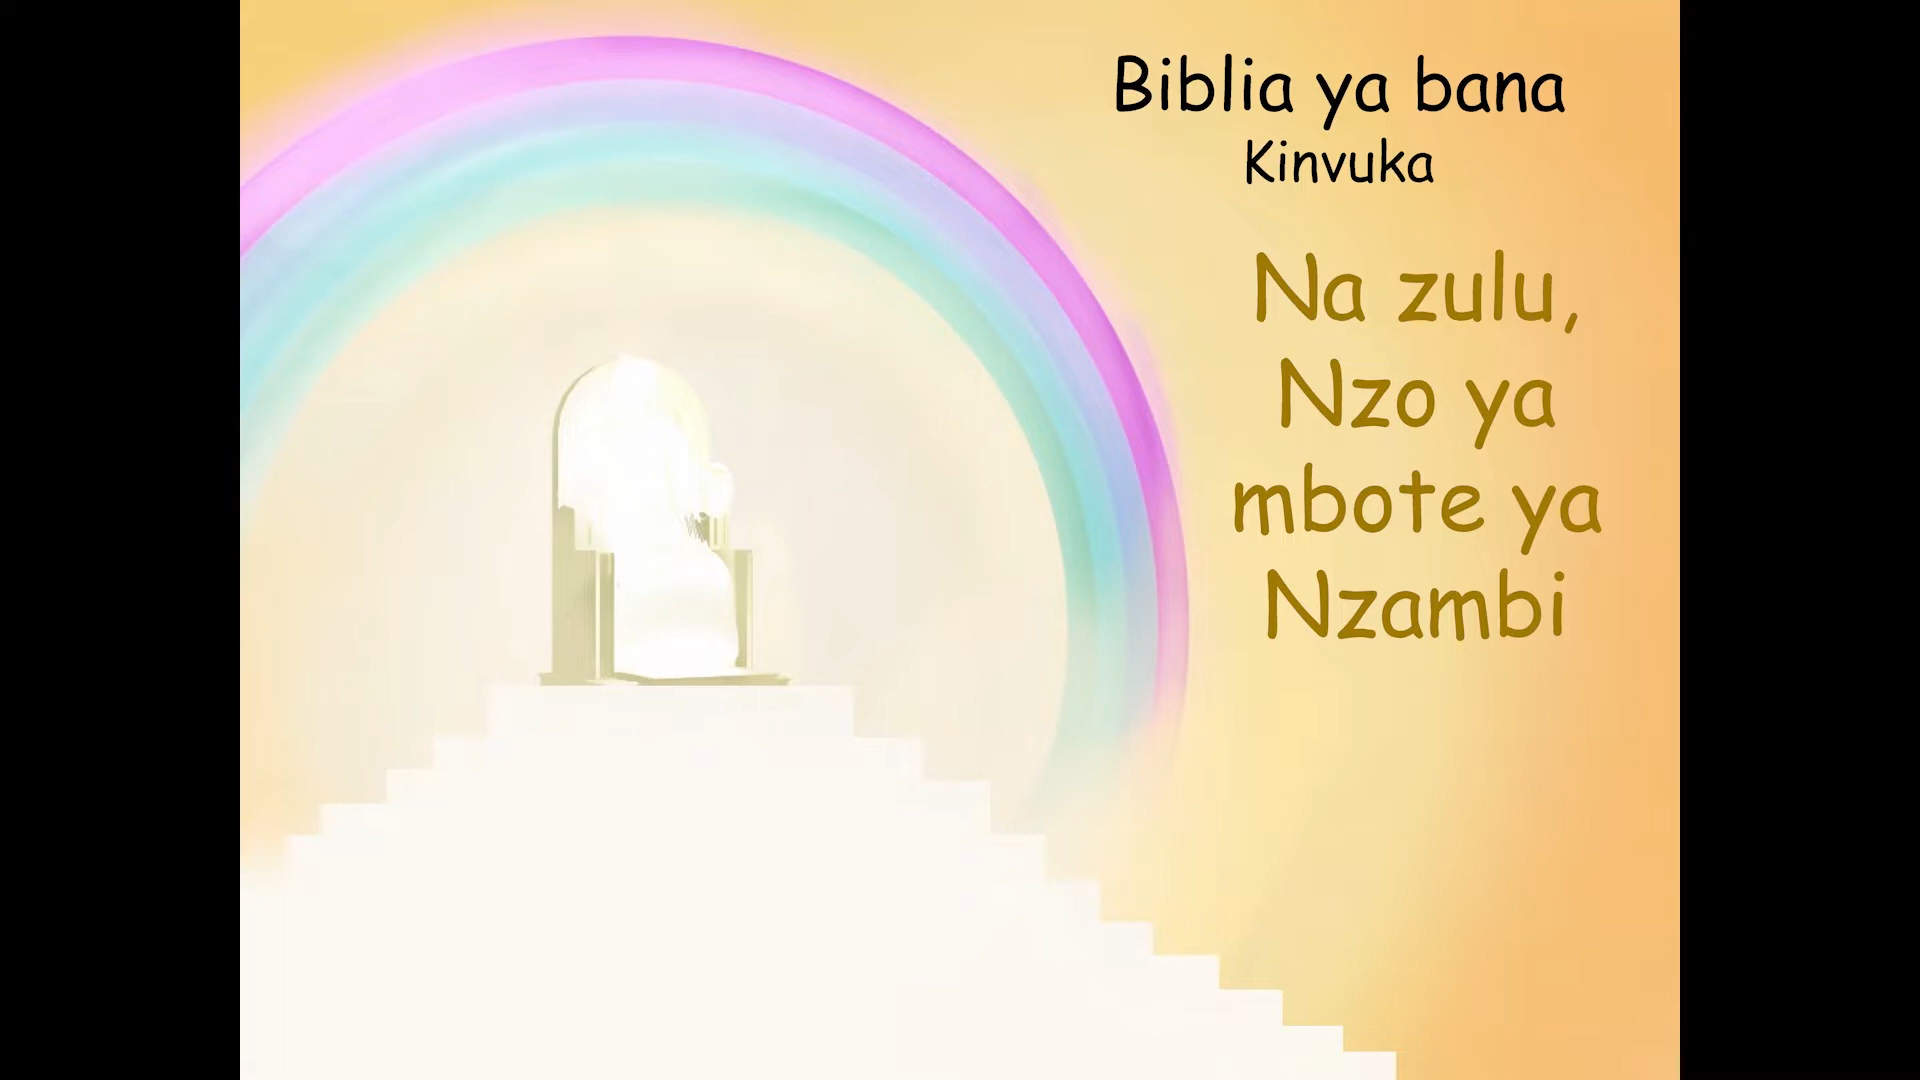 Biblia ya bana
Kinvuka
Na zulu,
Nzo ya
mbote ya
Nzambi